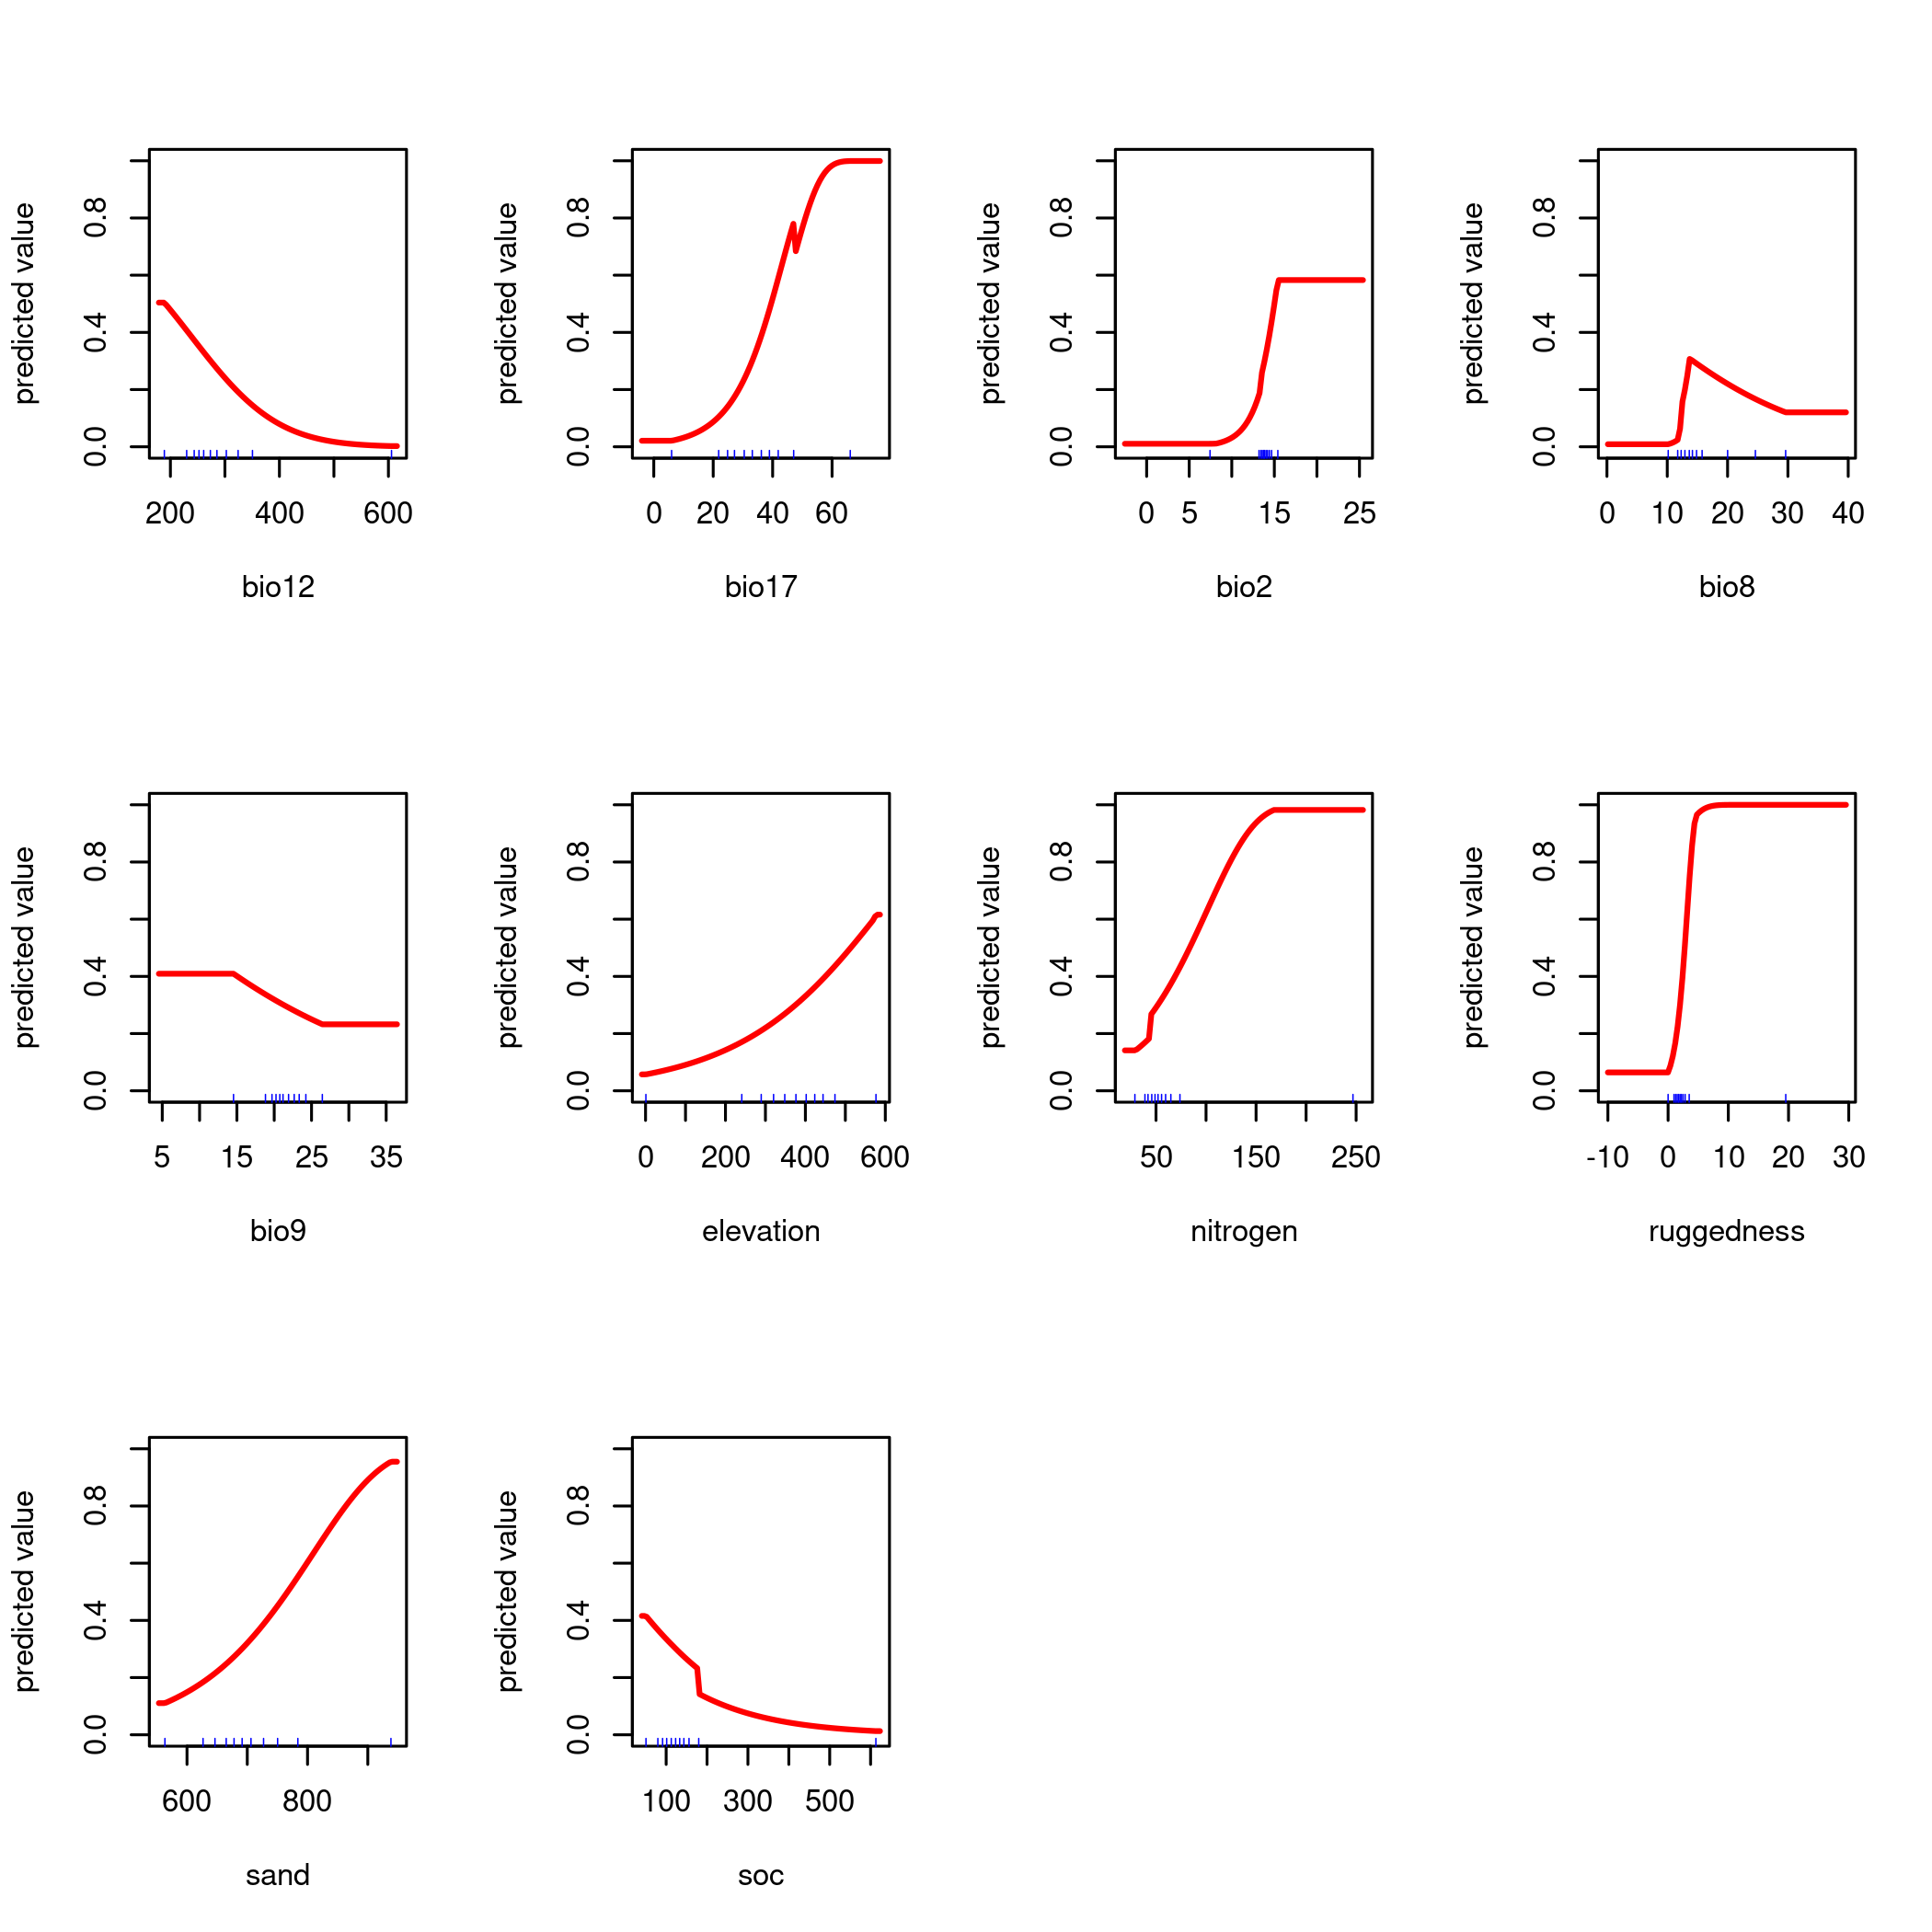 predicted value
0.0 0.4 0.8
200 400 600
bio12
predicted value
0.0 0.4 0.8
0 20 40 60
bio17
predicted value
0.0 0.4 0.8
0 5 15 25
bio2
predicted value
0.0 0.4 0.8
0 10 20 30 40
bio8
predicted value
0.0 0.4 0.8
5 15 25 35
bio9
predicted value
0.0 0.4 0.8
0 200 400 600
elevation
predicted value
0.0 0.4 0.8
50 150 250
nitrogen
predicted value
0.0 0.4 0.8
-10 0 10 20 30
ruggedness
predicted value
0.0 0.4 0.8
600 800
sand
predicted value
0.0 0.4 0.8
100 300 500
soc